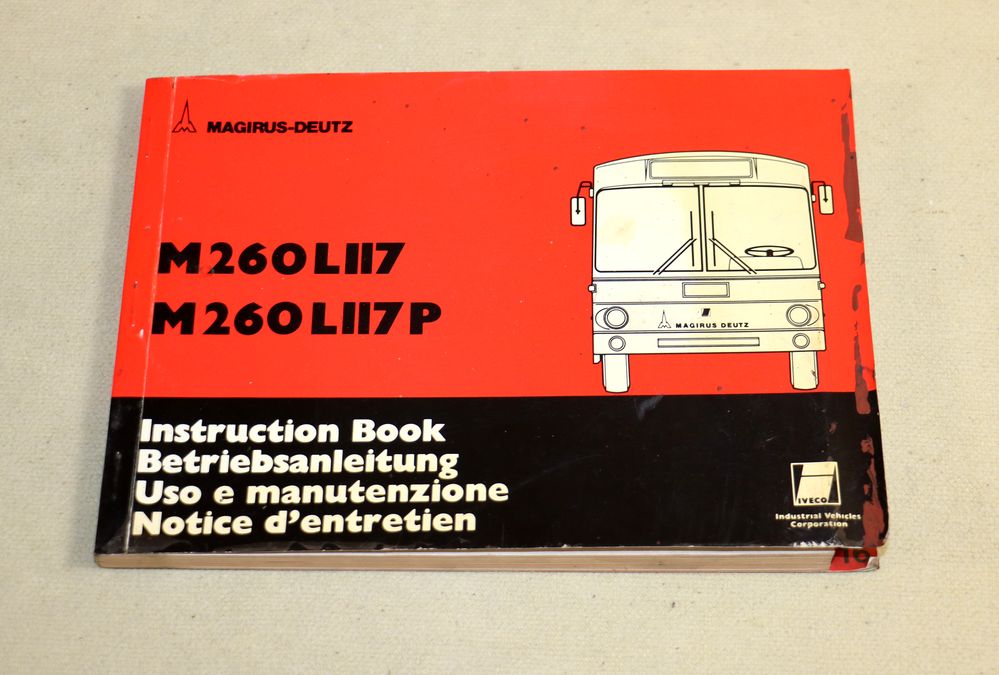 MAGIRUS-DEUTZ
M260L117
M260L117P
MAGIRUS DEUTZ
Instruction Book
Betriebsanleitung
Uso e manutenzione
Notice d'entretien
IVECO
Industrial Vehicles
Corporation